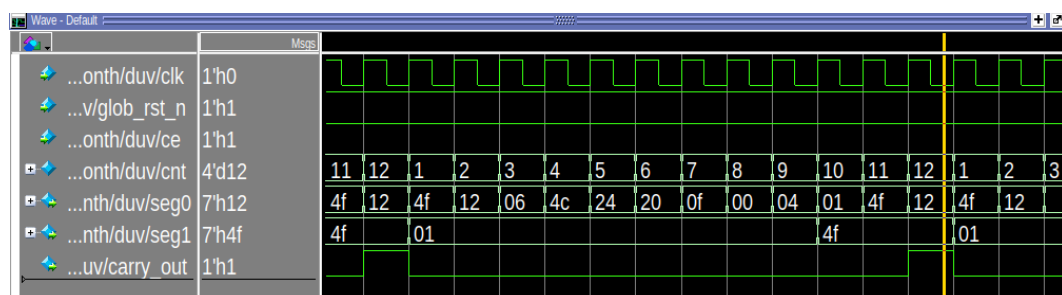 Wave - Default
Msgs
...onth/duv/clk 1'h0
...v/glob_rst_n 1'h1
...onth/duv/ce 1'h1
...onth/duv/cnt 4'd12 11 12 1 2 3 4 5 6 7 8 9 10 11 12 1 2 3
...nth/duv/seg0 7'h12 4f 12 4f 12 06 4c 24 20 0f 00 04 01 4f 12 4f 12
...nth/duv/seg1 7'h4f 4f 01 4f 01
...uv/carry_out 1'h1